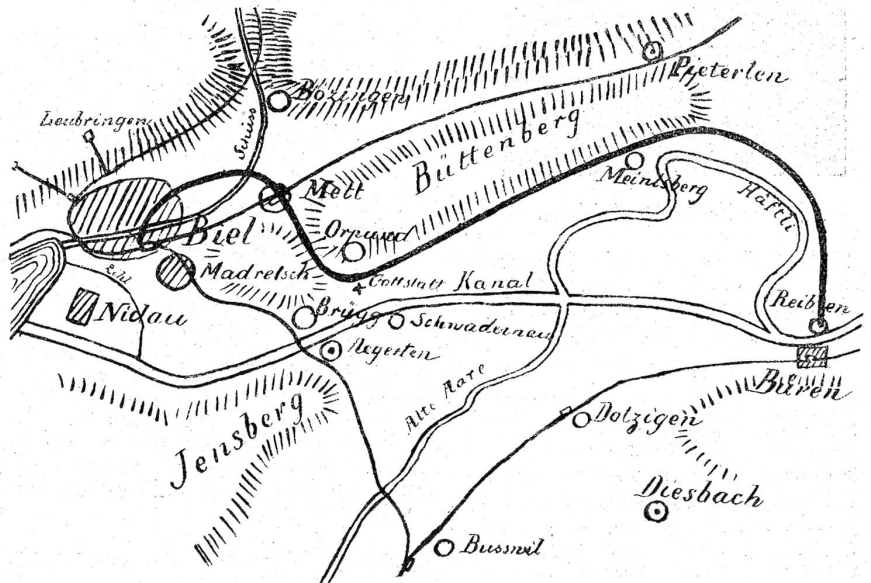 Pieterlen
Bözingen
Leubringen
Schüss
Büttenberg
Mett
Meinisberg
Häftli
Biel
Orpund
Madretsch
Gottstatt
Kanal
Nidau
Brügg
Schwadernau
Reiben
Aegerten
Büren
Alte Aare
Jensberg
Dotzigen
Diesbach
Busswil